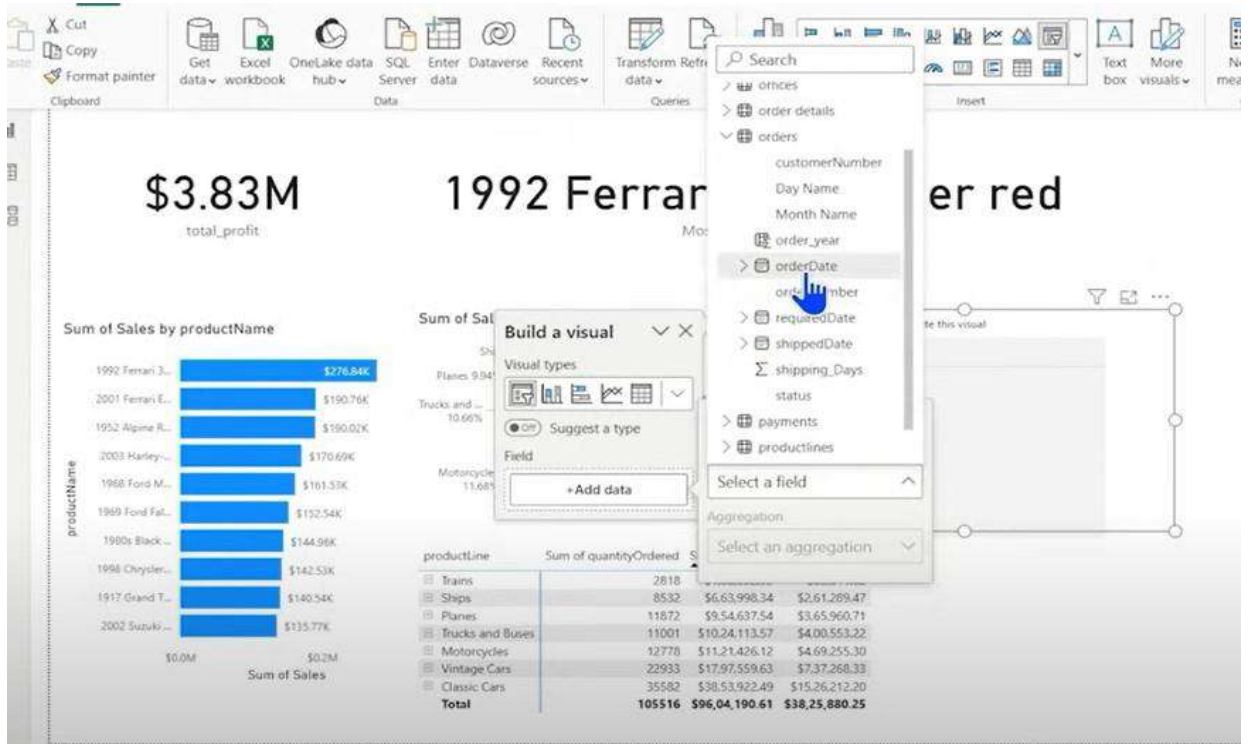 Cut
Copy
Format painter
Clipboard
Get data
Excel workbook
OneLake data hub
SQL Server
Enter data
Dataverse
Recent sources
Data
Transform data
Queries
Insert
Text box
More visuals
Search
offices
order details
orders
customerNumber
Day Name
Month Name
order_year
orderDate
requiredDate
shippedDate
shipping_Days
status
payments
productlines
Select a field
Aggregation
Select an aggregation
$3.83M
total_profit
1992 Ferrar
er red
Sum of Sales by productName
productName
1992 Ferrari 3... $276.84K
2001 Ferrari E... $190.76K
1952 Alpine R... $190.02K
2003 Harley-... $170.69K
1968 Ford M... $161.53K
1969 Ford Fal... $152.54K
1980s Black ... $144.96K
1998 Chrysler... $142.53K
1917 Grand T... $140.54K
2002 Suzuki ... $135.77K
$0.0M $0.2M
Sum of Sales
Sum of Sal
Planes 9.94
Trucks and ...
10.66%
Motorcycle
11.68
Build a visual
Visual types
Off Suggest a type
Field
+Add data
te this visual
productLine Sum of quantityOrdered
Trains 2818
Ships 8532 $6,63,998.34 $2,61,289.47
Planes 11872 $9,54,637.54 $3,65,960.71
Trucks and Buses 11001 $10,24,113.57 $4,00,553.22
Motorcycles 12778 $11,21,426.12 $4,69,255.30
Vintage Cars 22933 $17,97,559.63 $7,37,268.33
Classic Cars 35582 $38,53,922.49 $15,26,212.20
Total 105516 $96,04,190.61 $38,25,880.25